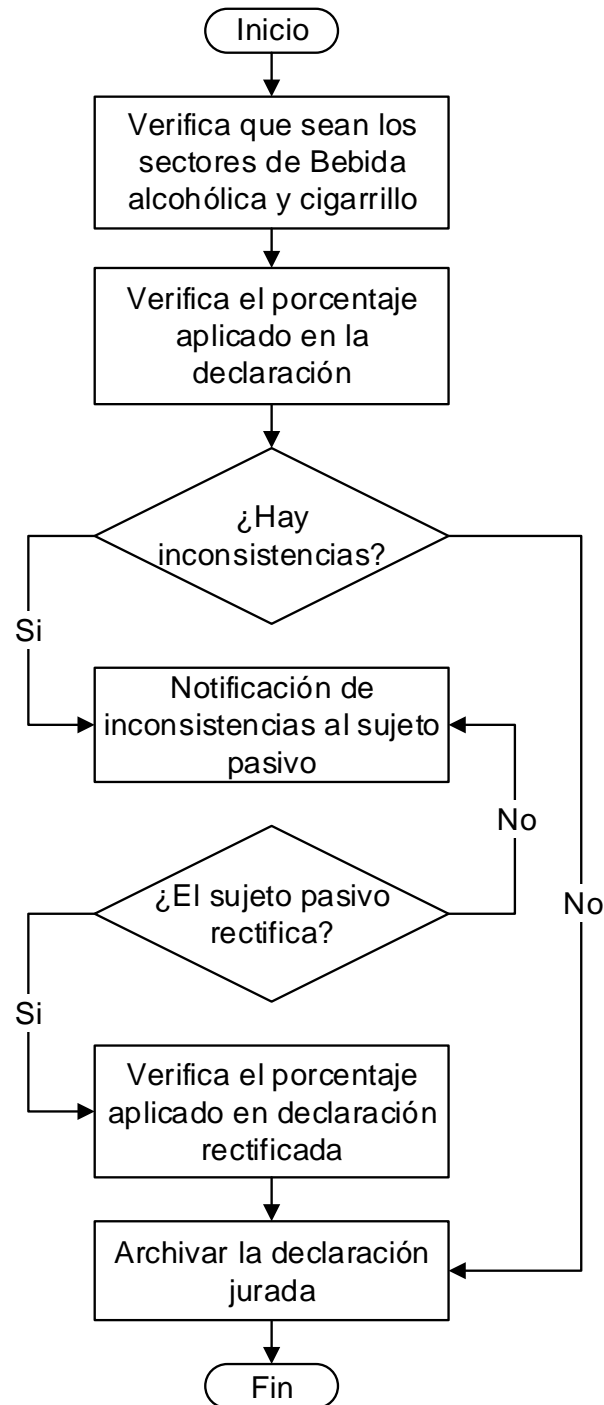 Inicio
Verifica que sean los
sectores de Bebida
alcohólica y cigarrillo
Verifica el porcentaje
aplicado en la
declaración
¿Hay
inconsistencias?
Si
Notificación de
inconsistencias al sujeto
pasivo
No
¿El sujeto pasivo
rectifica?
No
Si
Verifica el porcentaje
aplicado en declaración
rectificada
Archivar la declaración
jurada
Fin